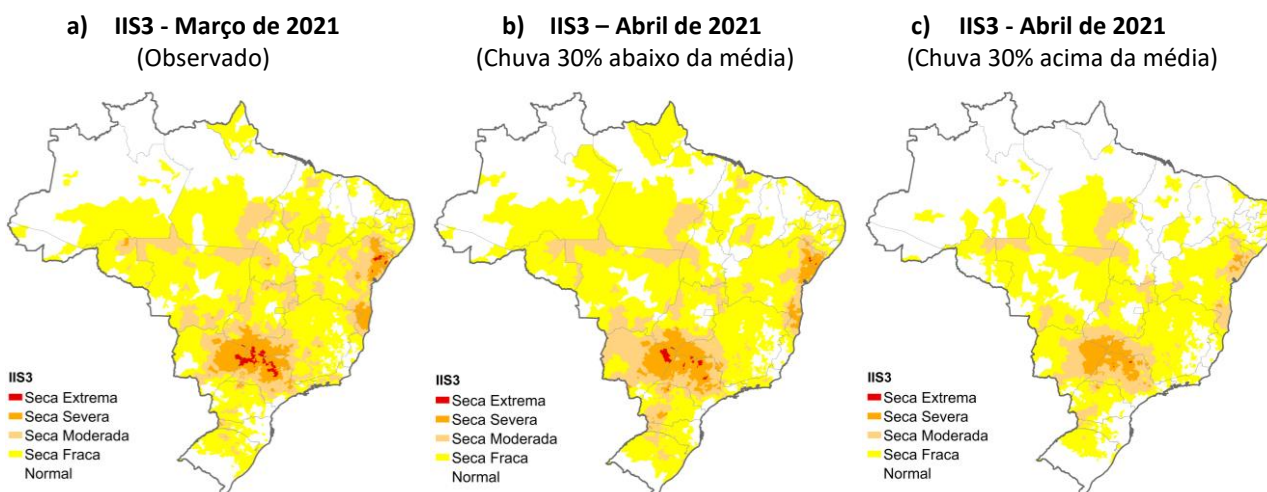 a) IIS3 - Março de 2021
(Observado)
b) IIS3 – Abril de 2021
(Chuva 30% abaixo da média)
c) IIS3 - Abril de 2021
(Chuva 30% acima da média)
IIS3
Seca Extrema
Seca Severa
Seca Moderada
Seca Fraca
Normal
IIS3
Seca Extrema
Seca Severa
Seca Moderada
Seca Fraca
Normal
IIS3
Seca Extrema
Seca Severa
Seca Moderada
Seca Fraca
Normal